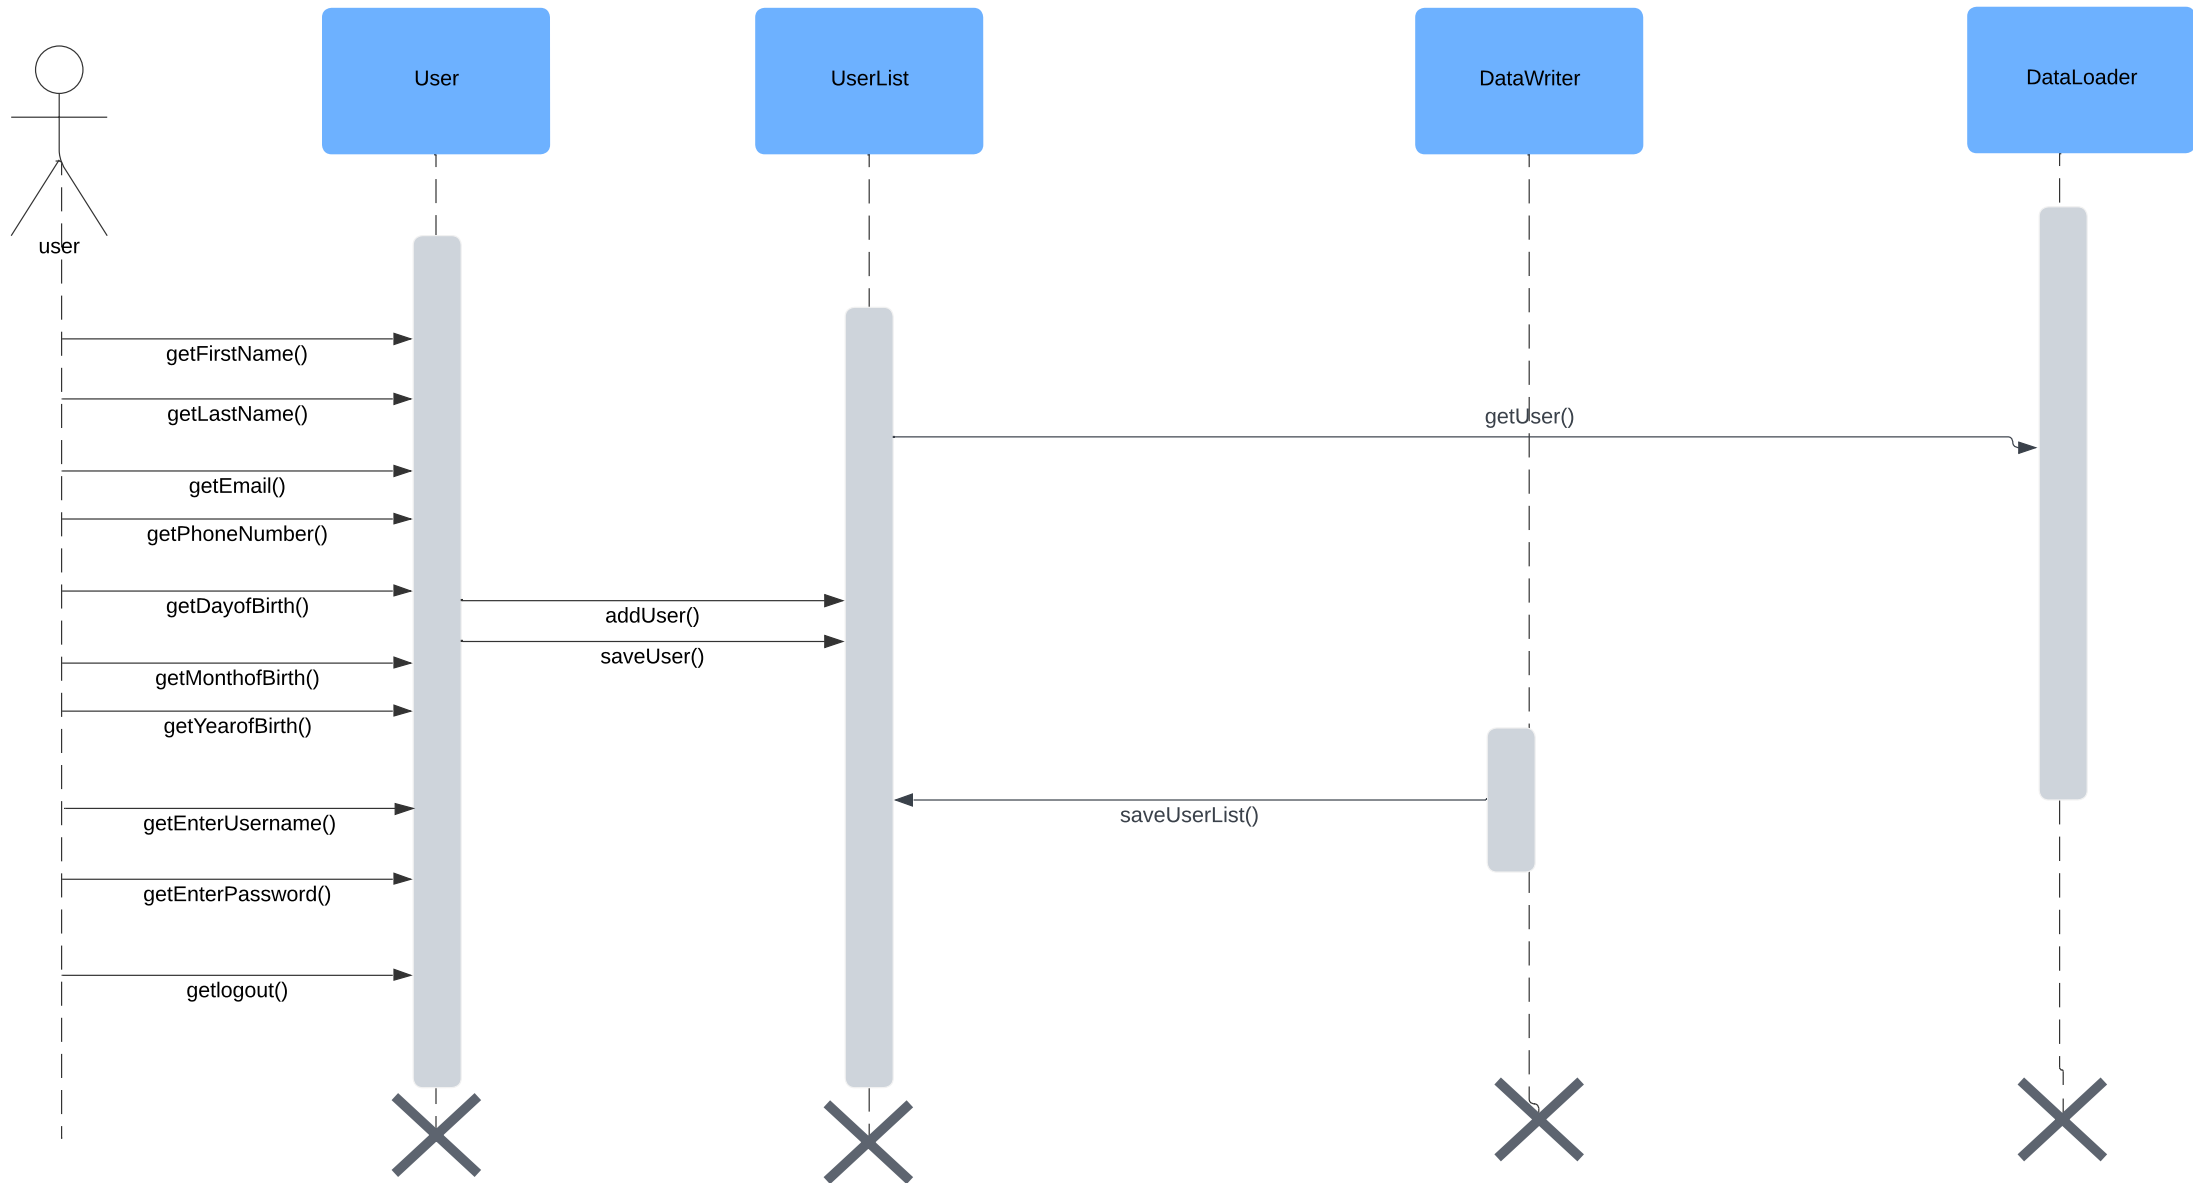 User
UserList
DataWriter
DataLoader
user
getFirstName()
getLastName()
getUser()
getEmail()
getPhoneNumber()
getDayofBirth()
addUser()
saveUser()
getMonthofBirth()
getYearofBirth()
saveUserList()
getEnterUsername()
getEnterPassword()
getlogout()